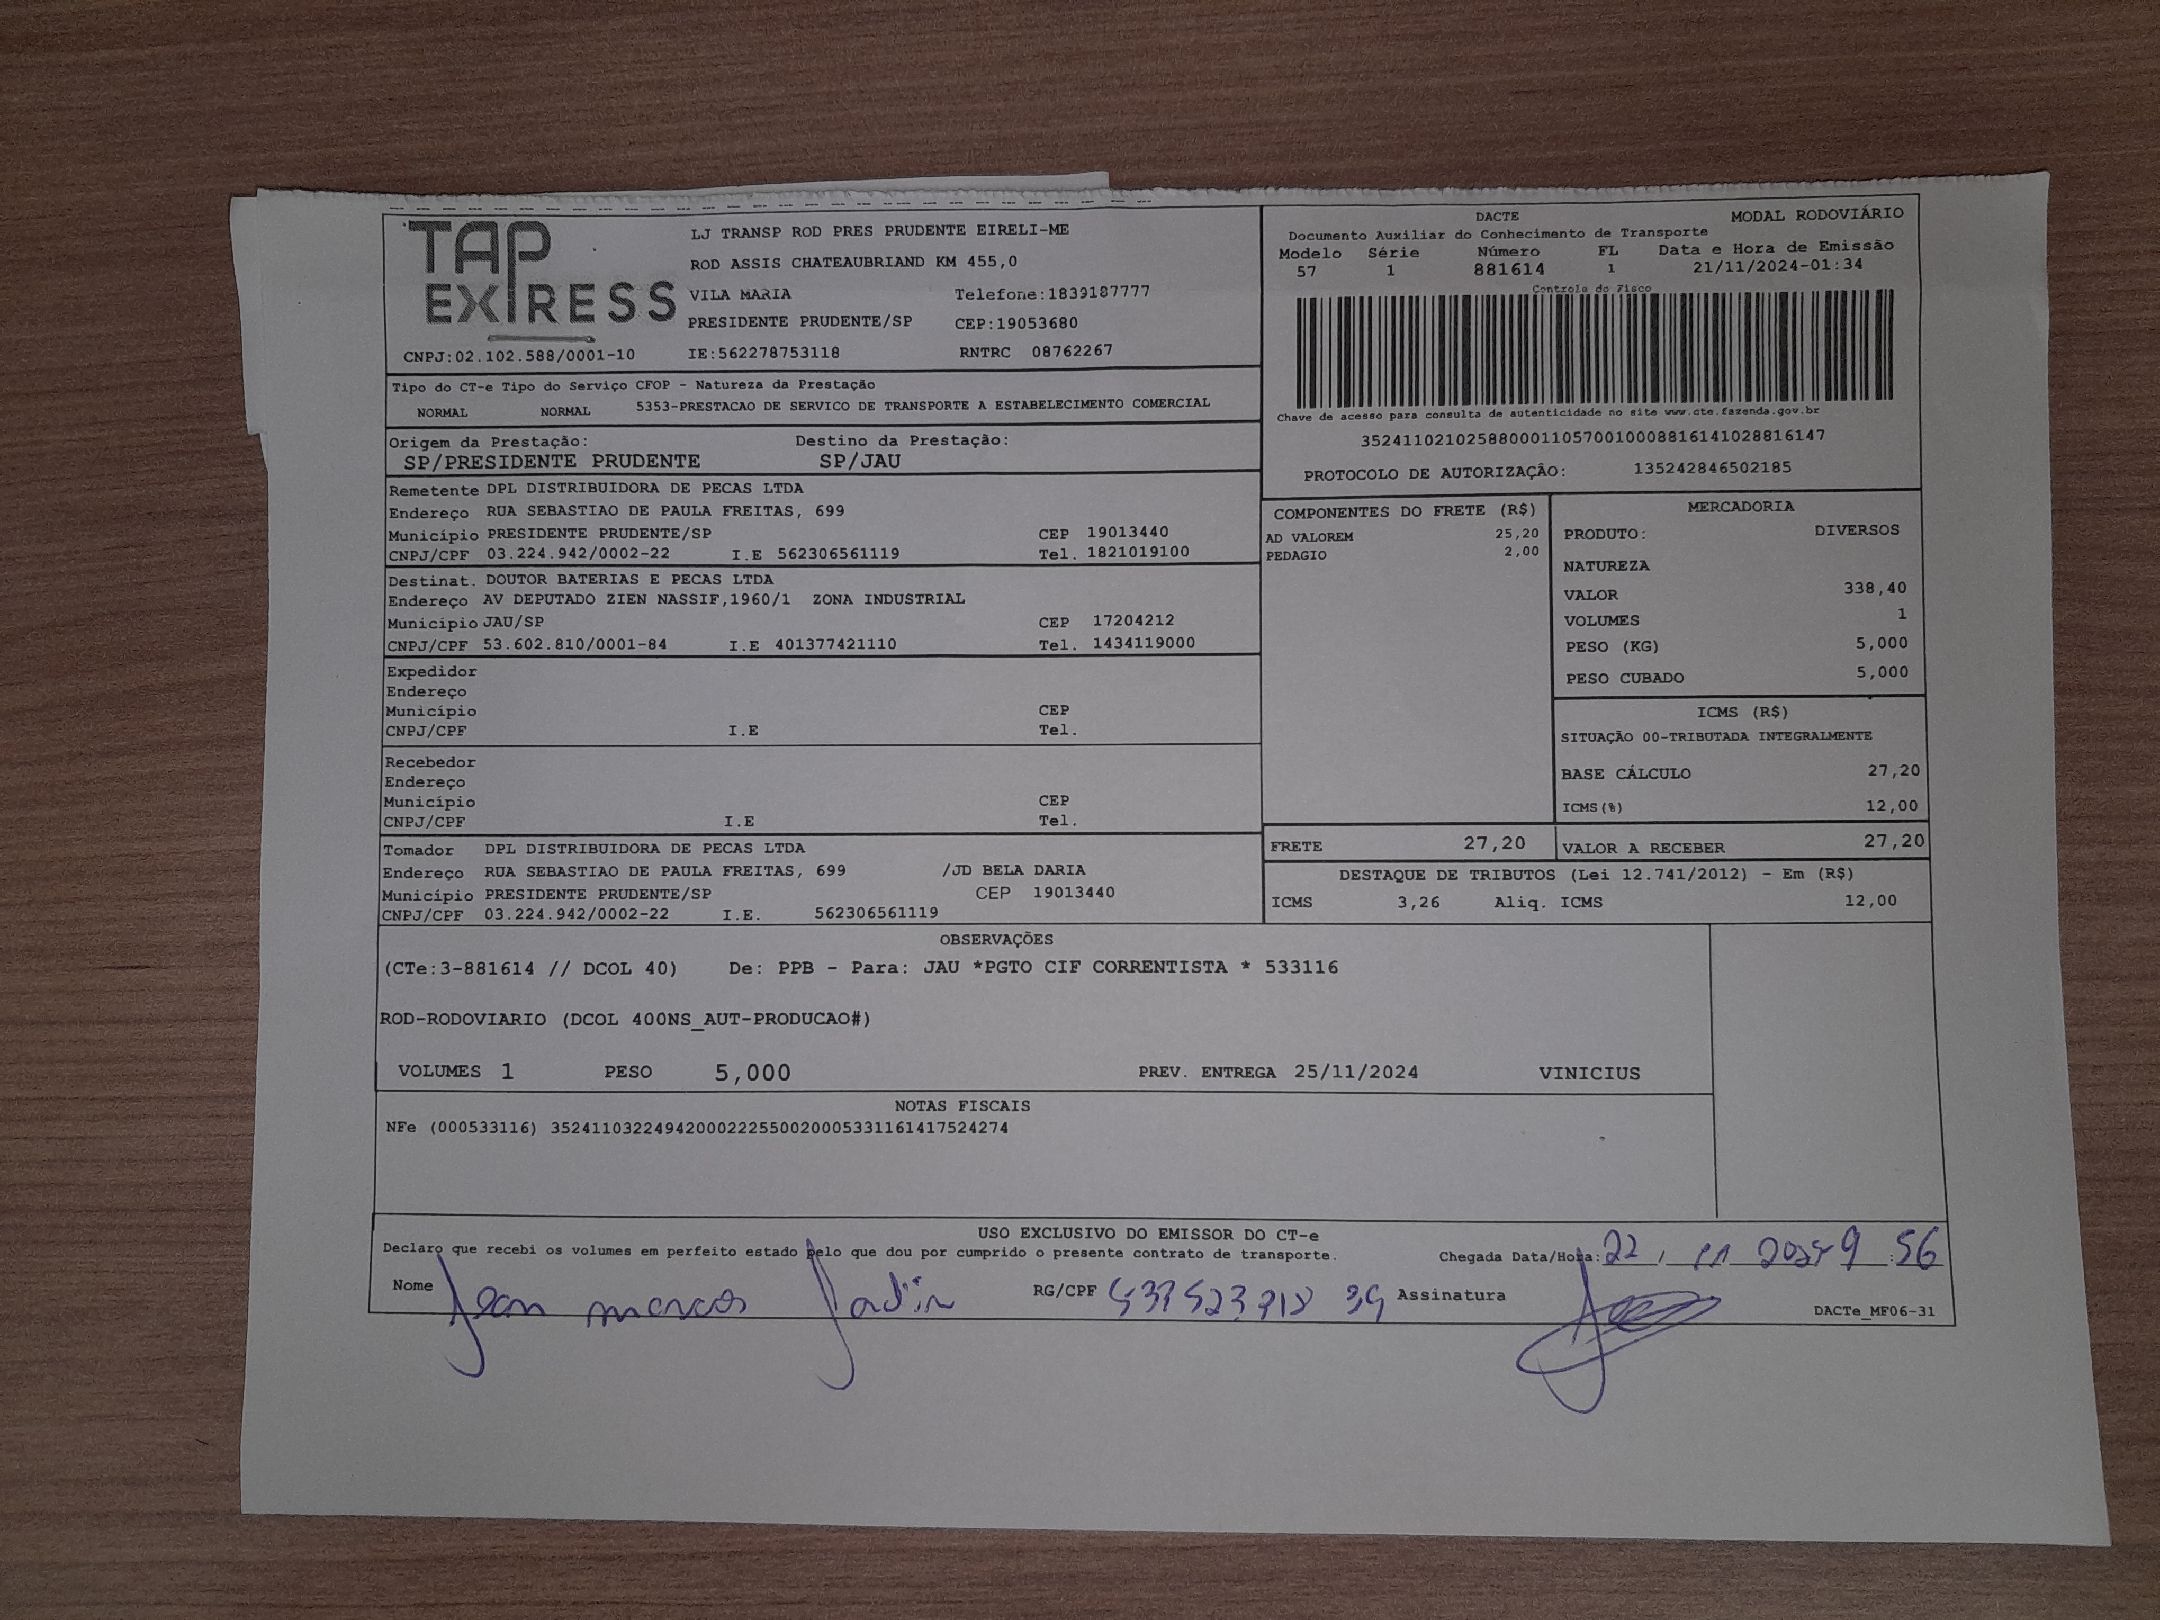 TAP
EXPRESS
CNPJ:02.102.588/0001-10
LJ TRANSP ROD PRES PRUDENTE EIRELI-ME
ROD ASSIS CHATEAUBRIAND KM 455,0
VILA MARIA Telefone:1839187777
PRESIDENTE PRUDENTE/SP CEP:19053680
IE:562278753118 RNTRC 08762267
DACTE MODAL RODOVIÁRIO
Documento Auxiliar do Conhecimento de Transporte
Modelo Série Número FL Data e Hora de Emissão
57 1 881614 1 21/11/2024-01:34
Controle do Fisco
Chave de acesso para consulta de autenticidade no site www.cte.fazenda.gov.br
35241102102588000110570010008816141028816147
PROTOCOLO DE AUTORIZAÇÃO: 135242846502185
Tipo do CT-e Tipo do Serviço CFOP - Natureza da Prestação
NORMAL NORMAL 5353-PRESTACAO DE SERVICO DE TRANSPORTE A ESTABELECIMENTO COMERCIAL
Origem da Prestação: Destino da Prestação:
SP/PRESIDENTE PRUDENTE SP/JAU
Remetente DPL DISTRIBUIDORA DE PECAS LTDA
Endereço RUA SEBASTIAO DE PAULA FREITAS, 699
Município PRESIDENTE PRUDENTE/SP CEP 19013440
CNPJ/CPF 03.224.942/0002-22 I.E 562306561119 Tel. 1821019100
Destinat. DOUTOR BATERIAS E PECAS LTDA
Endereço AV DEPUTADO ZIEN NASSIF,1960/1 ZONA INDUSTRIAL
Município JAU/SP CEP 17204212
CNPJ/CPF 53.602.810/0001-84 I.E 401377421110 Tel. 1434119000
Expedidor
Endereço
Município CEP
CNPJ/CPF I.E Tel.
Recebedor
Endereço
Município CEP
CNPJ/CPF I.E Tel.
Tomador DPL DISTRIBUIDORA DE PECAS LTDA
Endereço RUA SEBASTIAO DE PAULA FREITAS, 699 /JD BELA DARIA
Município PRESIDENTE PRUDENTE/SP CEP 19013440
CNPJ/CPF 03.224.942/0002-22 I.E. 562306561119
COMPONENTES DO FRETE (R$)
AD VALOREM 25,20
PEDAGIO 2,00
MERCADORIA
PRODUTO: DIVERSOS
NATUREZA
VALOR 338,40
VOLUMES 1
PESO (KG) 5,000
PESO CUBADO 5,000
ICMS (R$)
SITUAÇÃO 00-TRIBUTADA INTEGRALMENTE
BASE CÁLCULO 27,20
ICMS(%) 12,00
FRETE 27,20 VALOR A RECEBER 27,20
DESTAQUE DE TRIBUTOS (Lei 12.741/2012) - Em (R$)
ICMS 3,26 Aliq. ICMS 12,00
OBSERVAÇÕES
(CTe:3-881614 // DCOL 40) De: PPB - Para: JAU *PGTO CIF CORRENTISTA * 533116
ROD-RODOVIARIO (DCOL 400NS_AUT-PRODUCAO#)
VOLUMES 1 PESO 5,000 PREV. ENTREGA 25/11/2024 VINICIUS
NOTAS FISCAIS
NFe (000533116) 35241103224942000222550020005331161417524274
USO EXCLUSIVO DO EMISSOR DO CT-e
Declaro que recebi os volumes em perfeito estado pelo que dou por cumprido o presente contrato de transporte. Chegada Data/Hora: 22, 11 9:56
Nome Jean marcos RG/CPF Assinatura
DACTe_MF06-31